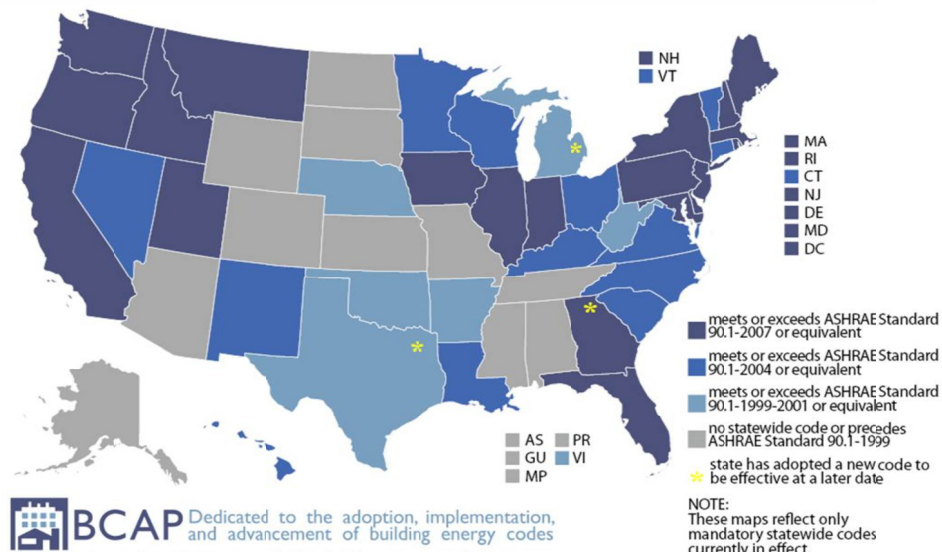 NH
VT
MA
RI
CT
NJ
DE
MD
DC
meets or exceeds ASHRAE Standard
90.1-2007 or equivalent
meets or exceeds ASHRAE Standard
90.1-2004 or equivalent
meets or exceeds ASHRAE Standard
90.1-1999-2001 or equivalent
no statewide code or precedes
ASHRAE Standard 90.1-1999
* state has adopted a new code to
be effective at a later date
AS PR
GU VI
MP
NOTE:
These maps reflect only
mandatory statewide codes
currently in effect
BCAP Dedicated to the adoption, implementation,
and advancement of building energy codes